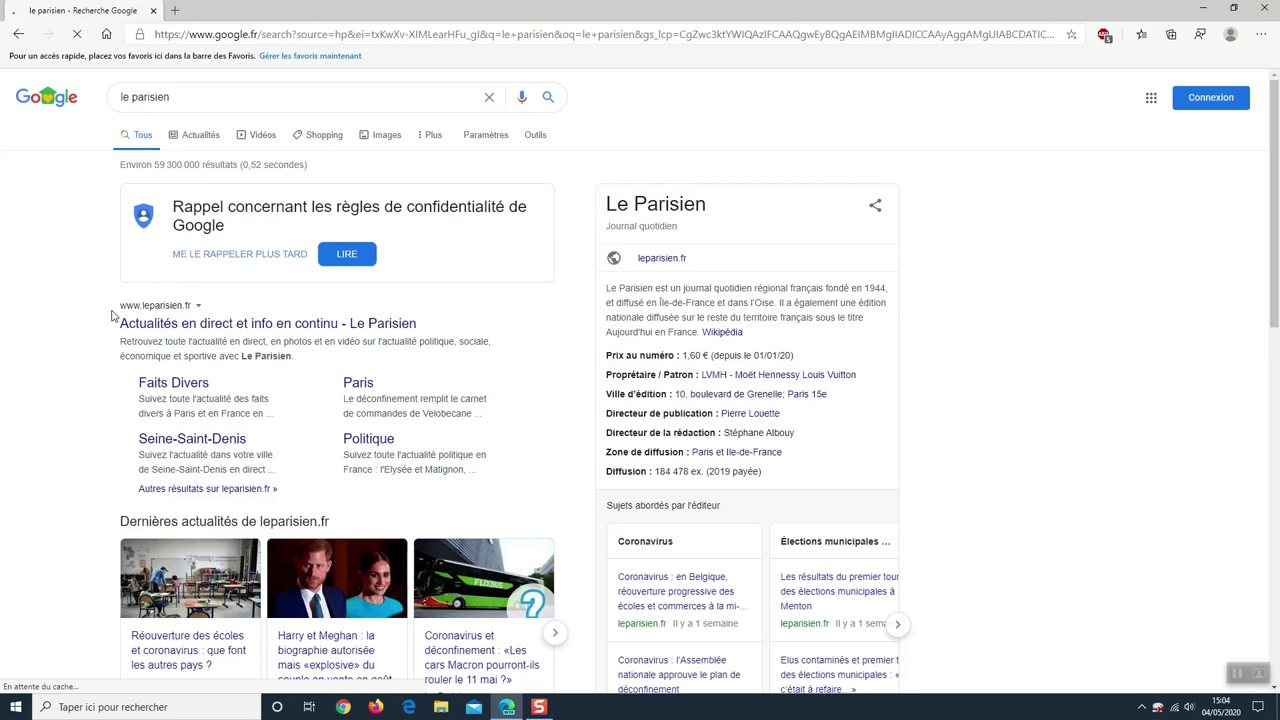 le parisien - Recherche Google
https://www.google.fr/search?source=hp&ei=txKwXv-XIMLearHFu_gI&q=le+parisien&oq=le+parisien&gs_lcp=CgZwc3ktYWIQAzIFCAAQgwEyBQgAEIMBMgIIADICCAAyAggAMgUIABCDATIC...
Pour un accès rapide, placez vos favoris ici dans la barre des Favoris. Gérer les favoris maintenant
Google
le parisien
Connexion
Tous
Actualités
Vidéos
Shopping
Images
Plus
Paramètres
Outils
Environ 59 300 000 résultats (0,52 secondes)
Rappel concernant les règles de confidentialité de
Google
ME LE RAPPELER PLUS TARD
LIRE
www.leparisien.fr
Actualités en direct et info en continu - Le Parisien
Retrouvez toute l'actualité en direct, en photos et en vidéo sur l'actualité politique, sociale,
économique et sportive avec Le Parisien.
Faits Divers
Suivez toute l'actualité des faits
divers à Paris et en France en ...
Paris
Le déconfinement remplit le carnet
de commandes de Velobecane ...
Seine-Saint-Denis
Suivez l'actualité dans votre ville
de Seine-Saint-Denis en direct ...
Politique
Suivez toute l'actualité politique en
France : l'Elysée et Matignon, ...
Autres résultats sur leparisien.fr »
Dernières actualités de leparisien.fr
FLIXBUS
Réouverture des écoles
et coronavirus : que font
les autres pays ?
Harry et Meghan : la
biographie autorisée
mais «explosive» du
couple en vente en août
Coronavirus et
déconfinement : «Les
cars Macron pourront-ils
rouler le 11 mai ?»
Le Parisien
Journal quotidien
leparisien.fr
Le Parisien est un journal quotidien régional français fondé en 1944,
et diffusé en Île-de-France et dans l'Oise. Il a également une édition
nationale diffusée sur le reste du territoire français sous le titre
Aujourd'hui en France. Wikipédia
Prix au numéro : 1,60 € (depuis le 01/01/20)
Proprétaire / Patron : LVMH - Moët Hennessy Louis Vuitton
Ville d'édition : 10, boulevard de Grenelle; Paris 15e
Directeur de publication : Pierre Louette
Directeur de la rédaction : Stéphane Albouy
Zone de diffusion : Paris et Ile-de-France
Diffusion : 184 478 ex. (2019 payée)
Sujets abordés par l'éditeur
Coronavirus
Coronavirus : en Belgique,
réouverture progressive des
écoles et commerces à la mi-...
leparisien.fr Il y a 1 semaine
Coronavirus : l'Assemblée
nationale approuve le plan de
déconfinement
Élections municipales ...
Les résultats du premier tour
des élections municipales à
Menton
leparisien.fr Il y a 1 sema
Elus contaminés et premier t
des élections municipales : «
c'était à refaire...»
En attente du cache...
Taper ici pour rechercher
15:04
04/05/2020